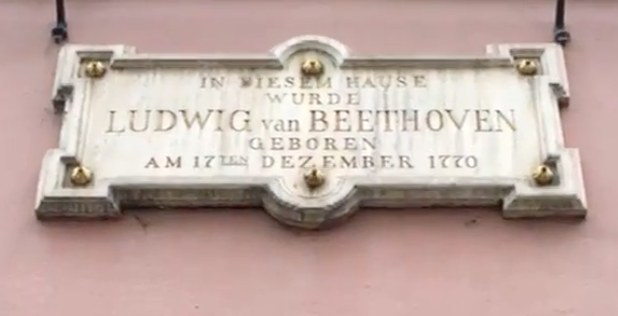 IN DIESEM HAUSE
WURDE
LUDWIG van BEETHOVEN
GEBOREN
AM 17TEN DEZEMBER 1770